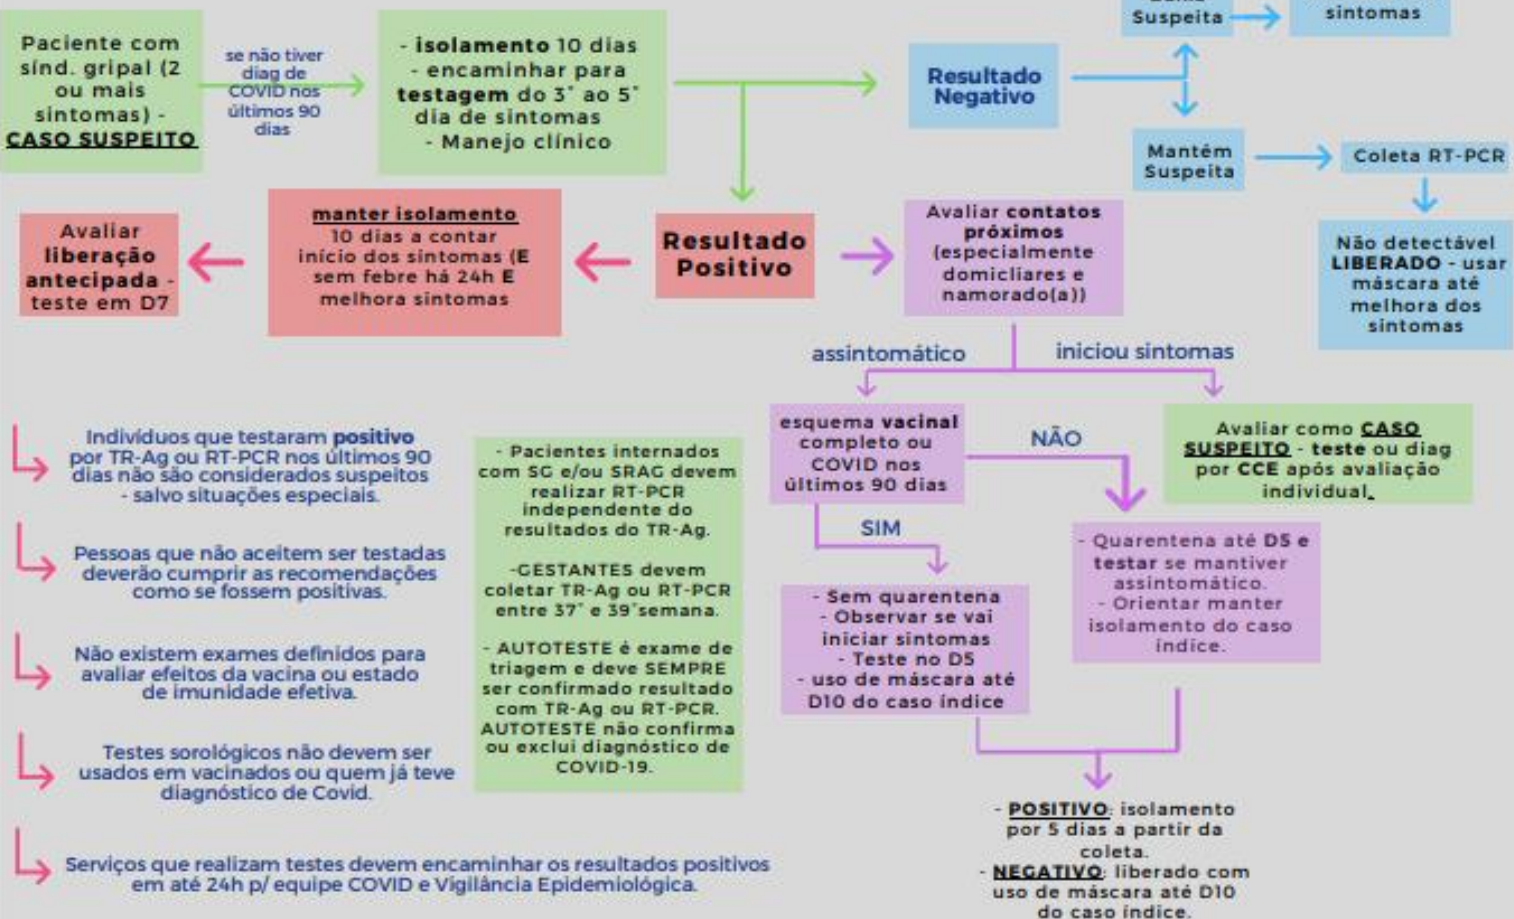 Paciente com
sínd. gripal (2
ou mais
sintomas) -
CASO SUSPEITO
se não tiver
diag de
COVID nos
últimos 90
dias
- isolamento 10 dias
- encaminhar para
testagem do 3° ao 5°
dia de sintomas
- Manejo clínico
Resultado
Negativo
Suspeita
sintomas
Mantém
Suspeita
Coleta RT-PCR
Não detectável
LIBERADO - usar
máscara até
melhora dos
sintomas
Avaliar
liberação
antecipada -
teste em D7
manter isolamento
10 dias a contar
início dos sintomas (E
sem febre há 24h E
melhora sintomas
Resultado
Positivo
Avaliar contatos
próximos
(especialmente
domicliares e
namorado(a))
assintomático
iniciou sintomas
esquema vacinal
completo ou
COVID nos
últimos 90 dias
NÃO
SIM
Avaliar como CASO
SUSPEITO - teste ou diag
por CCE após avaliação
individual.
- Quarentena até D5 e
testar se mantiver
assintomático.
- Orientar manter
isolamento do caso
índice.
- Sem quarentena
- Observar se vai
iniciar sintomas
- Teste no D5
- uso de máscara até
D10 do caso índice
- POSITIVO: isolamento
por 5 dias a partir da
coleta.
- NEGATIVO: liberado com
uso de máscara até D10
do caso índice.
Indivíduos que testaram positivo
por TR-Ag ou RT-PCR nos últimos 90
dias não são considerados suspeitos
- salvo situações especiais.
Pessoas que não aceitem ser testadas
deverão cumprir as recomendações
como se fossem positivas.
Não existem exames definidos para
avaliar efeitos da vacina ou estado
de imunidade efetiva.
Testes sorológicos não devem ser
usados em vacinados ou quem já teve
diagnóstico de Covid.
Serviços que realizam testes devem encaminhar os resultados positivos
em até 24h p/ equipe COVID e Vigilância Epidemiológica.
- Pacientes internados
com SG e/ou SRAG devem
realizar RT-PCR
independente do
resultados do TR-Ag.
-GESTANTES devem
coletar TR-Ag ou RT-PCR
entre 37° e 39°semana.
- AUTOTESTE é exame de
triagem e deve SEMPRE
ser confirmado resultado
com TR-Ag ou RT-PCR.
AUTOTESTE não confirma
ou exclui diagnóstico de
COVID-19.